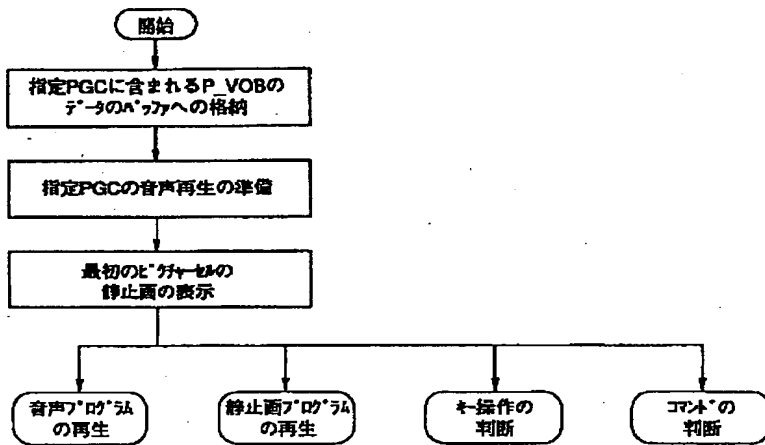 開始
指定PGCに含まれるP_VOBの
ﾃﾞｰﾀのﾊﾞｯﾌｧへの格納
指定PGCの音声再生の準備
最初のﾋﾟｸﾁｬｰｾﾙの
静止画の表示
音声ﾌﾟﾛｸﾞﾗﾑ
の再生
静止画ﾌﾟﾛｸﾞﾗﾑ
の再生
ｷｰ操作の
判断
ｺﾏﾝﾄﾞの
判断